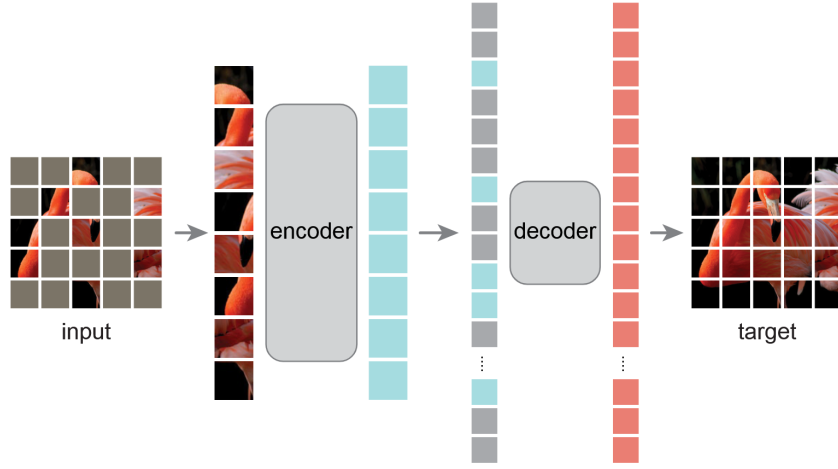 input
encoder
decoder
target